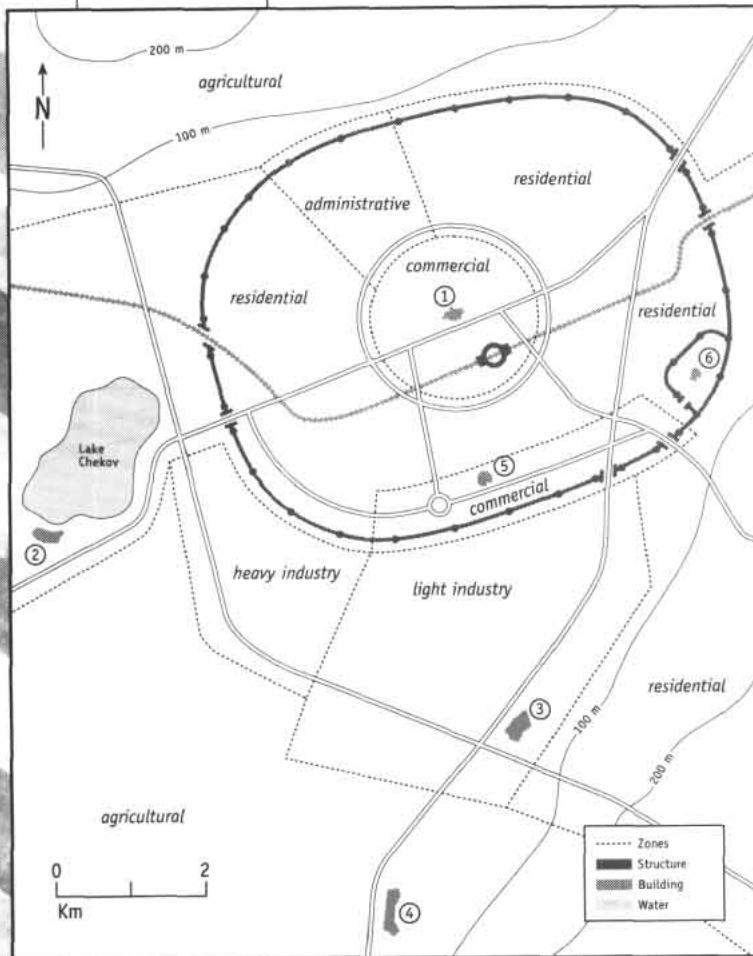 200 m
agricultural
N
100 m
residential
administrative
commercial
1
residential
residential
6
Lake
Chekov
5
commercial
2
heavy industry
light industry
3
residential
100 m
200 m
agricultural
0 2
Km
4
Zones
Structure
Building
Water